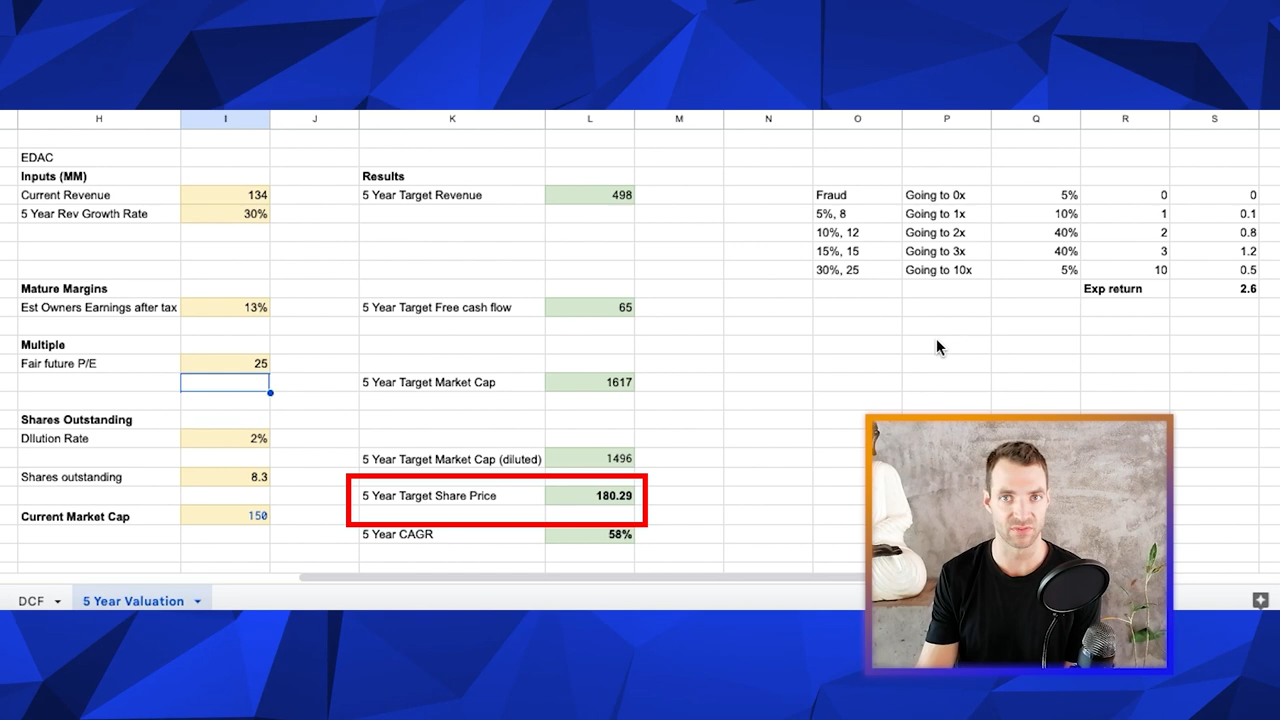 H I J K L M N O P Q R S
EDAC
Inputs (MM) Results
Current Revenue 134 5 Year Target Revenue 498 Fraud Going to 0x 5% 0 0
5 Year Rev Growth Rate 30% 5%, 8 Going to 1x 10% 1 0.1
10%, 12 Going to 2x 40% 2 0.8
15%, 15 Going to 3x 40% 3 1.2
30%, 25 Going to 10x 5% 10 0.5
Mature Margins Exp return 2.6
Est Owners Earnings after tax 13% 5 Year Target Free cash flow 65
Multiple
Fair future P/E 25
5 Year Target Market Cap 1617
Shares Outstanding
DIlution Rate 2%
5 Year Target Market Cap (diluted) 1496
Shares outstanding 8.3
5 Year Target Share Price 180.29
Current Market Cap 150
5 Year CAGR 58%
DCF 5 Year Valuation